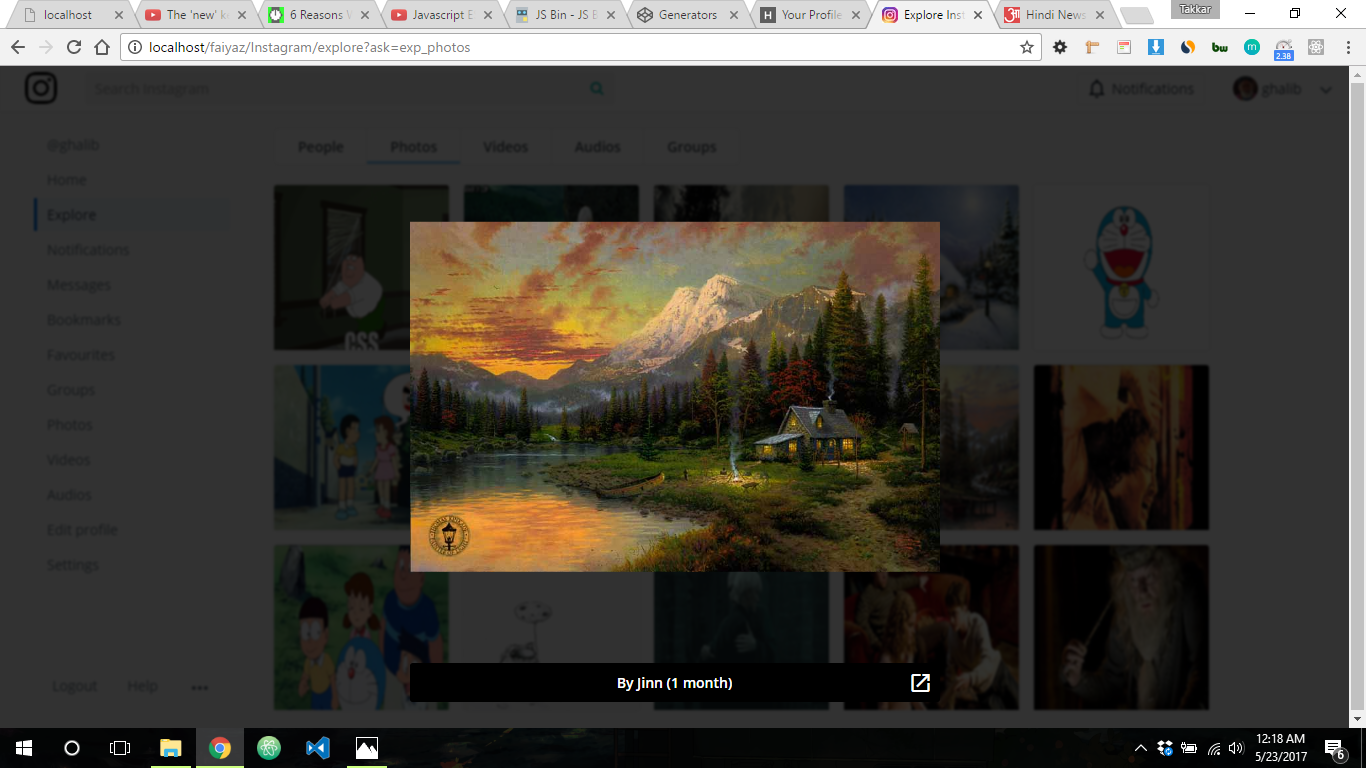 Takkar
localhost
The 'new' k
6 Reasons V
Javascript E
JS Bin - JS B
Generators
Your Profile
Explore Inst
Hindi News
localhost/faiyaz/Instagram/explore?ask=exp_photos
2.38
Search Instagram
Notifications
ghalib
@ghalib
Home
Explore
Notifications
Messages
Bookmarks
Favourites
Groups
Photos
Videos
Audios
Edit profile
Settings
Logout
Help
People
Photos
Videos
Audios
Groups
CSS
By Jinn (1 month)
12:18 AM
5/23/2017
6